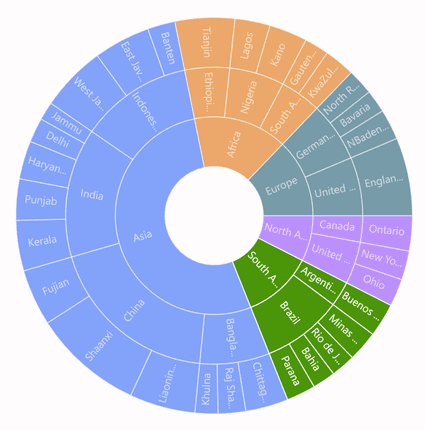 Tianjin
Lagos
Kano
Gauten...
KwaZul...
Ethiopi...
Nigeria
South A...
Africa
North R...
Bavaria
NBaden...
Englan...
German...
United ...
Europe
Ontario
New Yo...
Ohio
Canada
United ...
North A...
Buenos ...
Minas ...
Rio de J...
Bahia
Parana
Argenti...
Brazil
South A...
Chittag...
Raj Sha...
Khulna
Liaonin...
Shaanxi
Fujian
Kerala
Punjab
Haryan...
Delhi
Jammu
West Ja...
East Jav...
Banten
Bangla...
China
India
Indones...
Asia